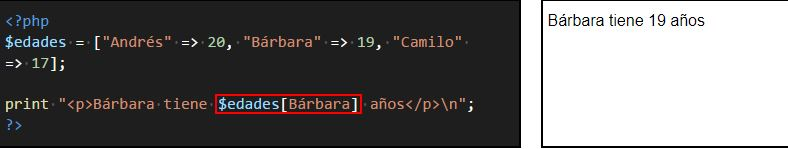 <?php
$edades = ["Andrés" => 20, "Bárbara" => 19, "Camilo"
=> 17];
print "<p>Bárbara tiene $edades[Bárbara] años</p>\n";
?>
Bárbara tiene 19 años